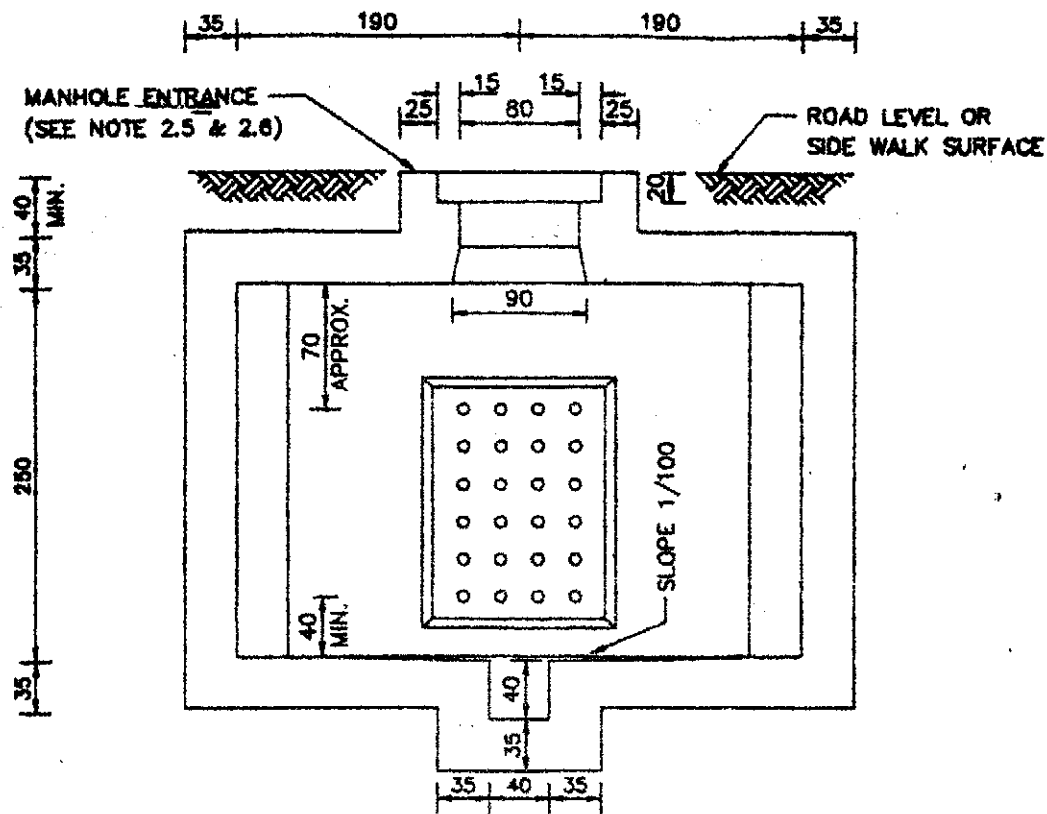 35 190 190 35
15 15
MANHOLE ENTRANCE
(SEE NOTE 2.5 & 2.6)
25 80 25
ROAD LEVEL OR
SIDE WALK SURFACE
20
40
MIN.
35
90
70
APPROX.
250
SLOPE 1/100
40
MIN.
40
35
35
35 40 35